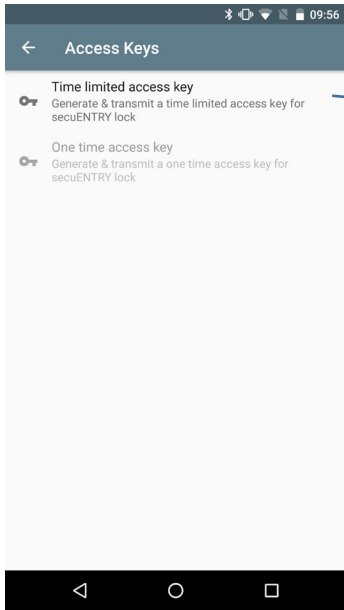 09:56
Access Keys
Time limited access key
Generate & transmit a time limited access key for
secuENTRY lock
One time access key
Generate & transmit a one time access key for
secuENTRY lock